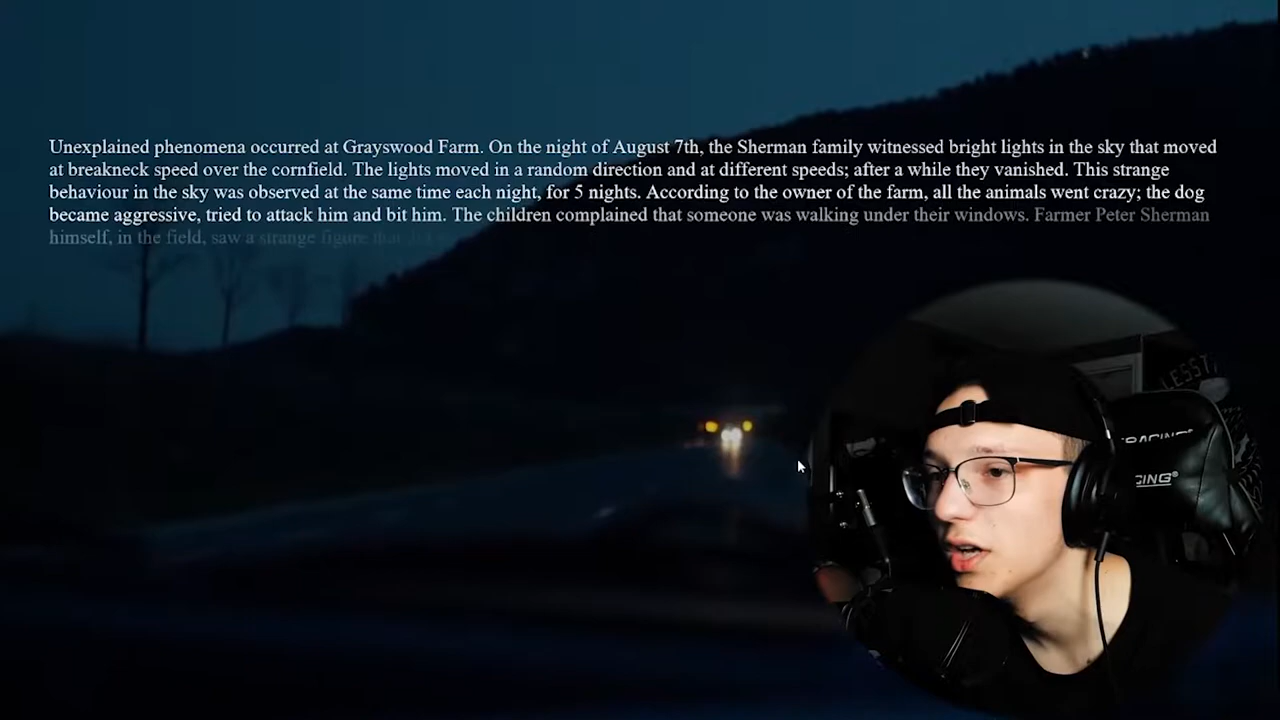 Unexplained phenomena occurred at Grayswood Farm. On the night of August 7th, the Sherman family witnessed bright lights in the sky that moved
at breakneck speed over the cornfield. The lights moved in a random direction and at different speeds; after a while they vanished. This strange
behaviour in the sky was observed at the same time each night, for 5 nights. According to the owner of the farm, all the animals went crazy; the dog
became aggressive, tried to attack him and bit him. The children complained that someone was walking under their windows. Farmer Peter Sherman
himself, in the field, saw a strange figure that
LESST
RACING
CING®